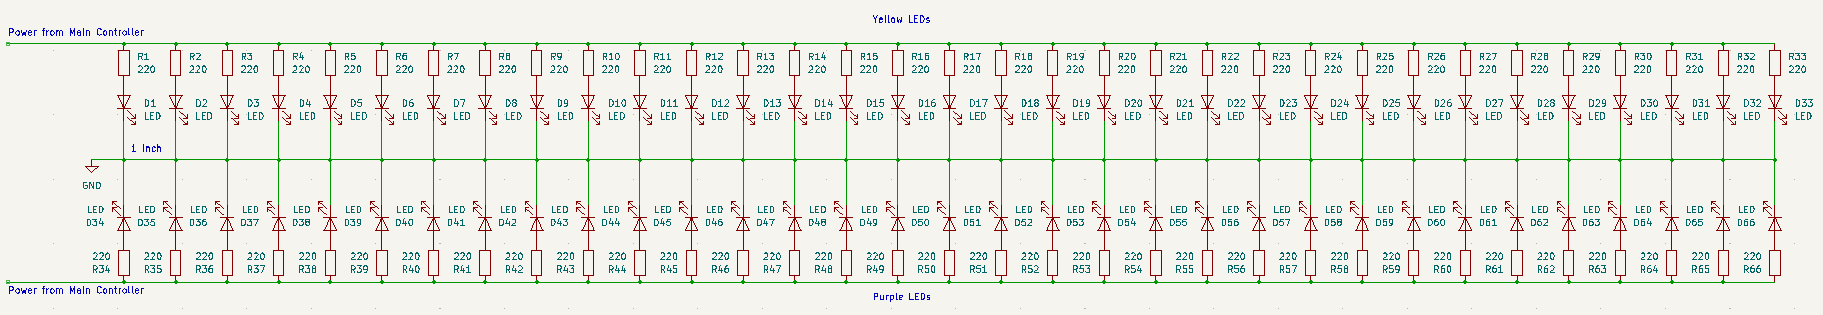 Yellow LEDs
Power from Main Controller
R1 R2 R3 R4 R5 R6 R7 R8 R9 R10 R11 R12 R13 R14 R15 R16 R17 R18 R19 R20 R21 R22 R23 R24 R25 R26 R27 R28 R29 R30 R31 R32 R33
220 220 220 220 220 220 220 220 220 220 220 220 220 220 220 220 220 220 220 220 220 220 220 220 220 220 220 220 220 220 220 220 220
D1 D2 D3 D4 D5 D6 D7 D8 D9 D10 D11 D12 D13 D14 D15 D16 D17 D18 D19 D20 D21 D22 D23 D24 D25 D26 D27 D28 D29 D30 D31 D32 D33
LED LED LED LED LED LED LED LED LED LED LED LED LED LED LED LED LED LED LED LED LED LED LED LED LED LED LED LED LED LED LED LED LED
1 Inch
GND
LED LED LED LED LED LED LED LED LED LED LED LED LED LED LED LED LED LED LED LED LED LED LED LED LED LED LED LED LED LED LED LED LED
D34 D35 D36 D37 D38 D39 D40 D41 D42 D43 D44 D45 D46 D47 D48 D49 D50 D51 D52 D53 D54 D55 D56 D57 D58 D59 D60 D61 D62 D63 D64 D65 D66
220 220 220 220 220 220 220 220 220 220 220 220 220 220 220 220 220 220 220 220 220 220 220 220 220 220 220 220 220 220 220 220 220
R34 R35 R36 R37 R38 R39 R40 R41 R42 R43 R44 R45 R46 R47 R48 R49 R50 R51 R52 R53 R54 R55 R56 R57 R58 R59 R60 R61 R62 R63 R64 R65 R66
Power from Main Controller
Purple LEDs